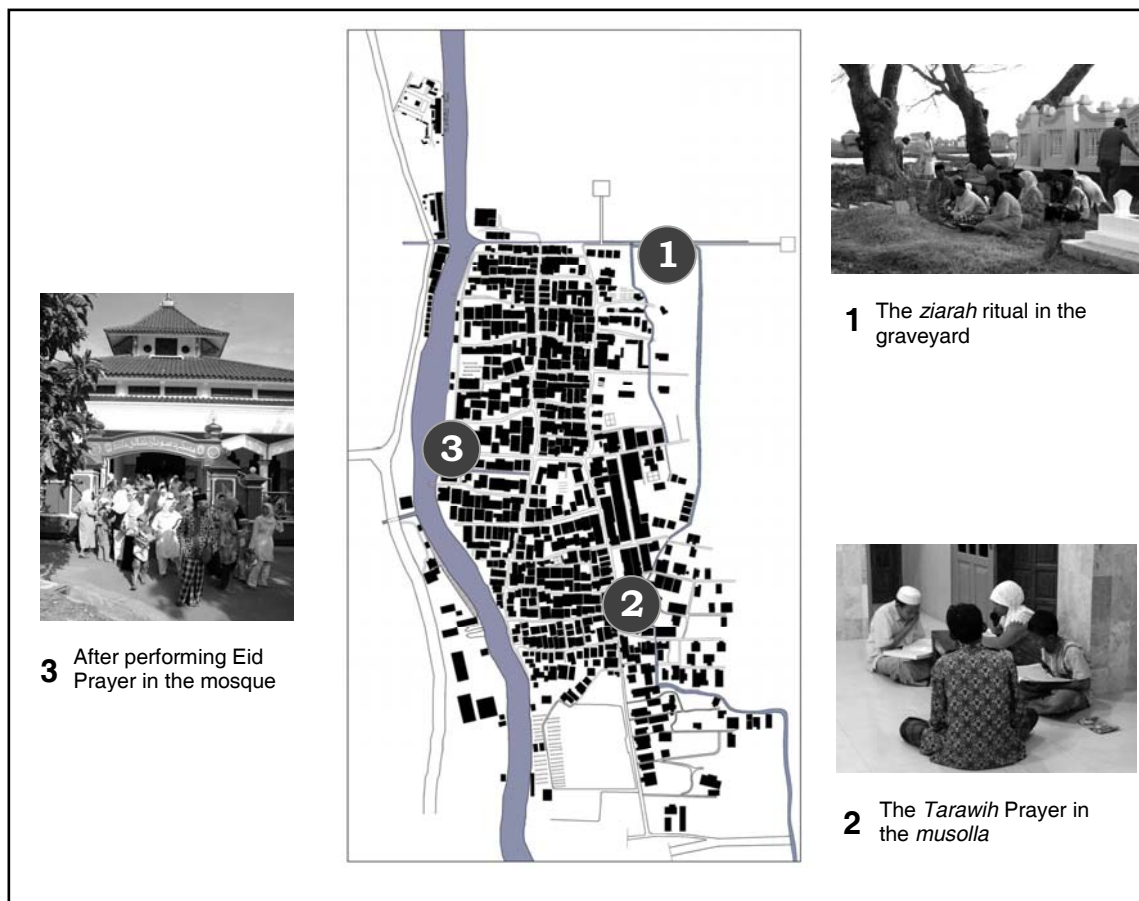 1
3
2
1 The ziarah ritual in the
graveyard
3 After performing Eid
Prayer in the mosque
2 The Tarawih Prayer in
the musolla